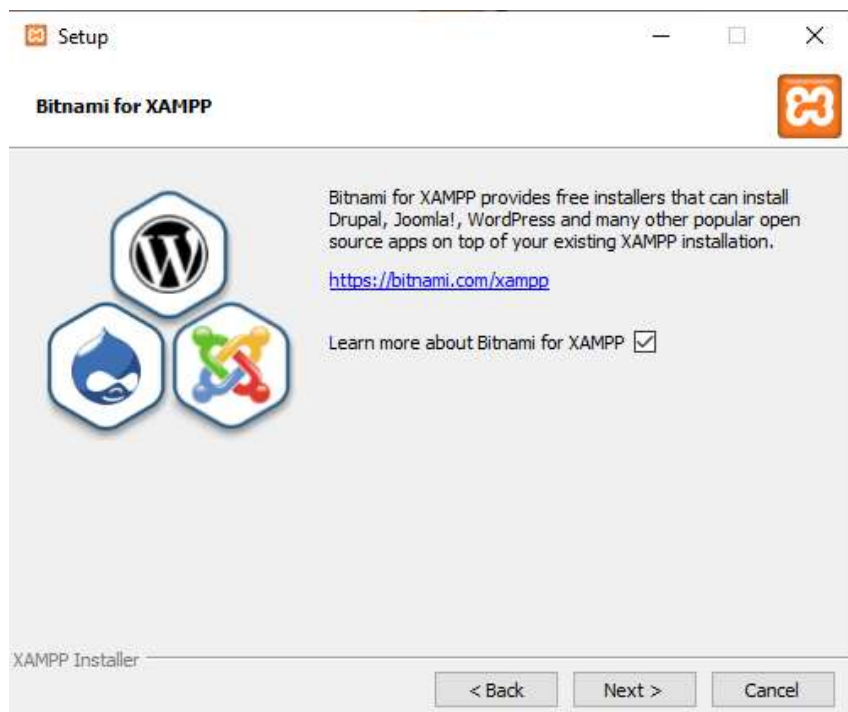 Setup
Bitnami for XAMPP
Bitnami for XAMPP provides free installers that can install
Drupal, Joomla!, WordPress and many other popular open
source apps on top of your existing XAMPP installation.
https://bitnami.com/xampp
Learn more about Bitnami for XAMPP
XAMPP Installer
< Back Next > Cancel